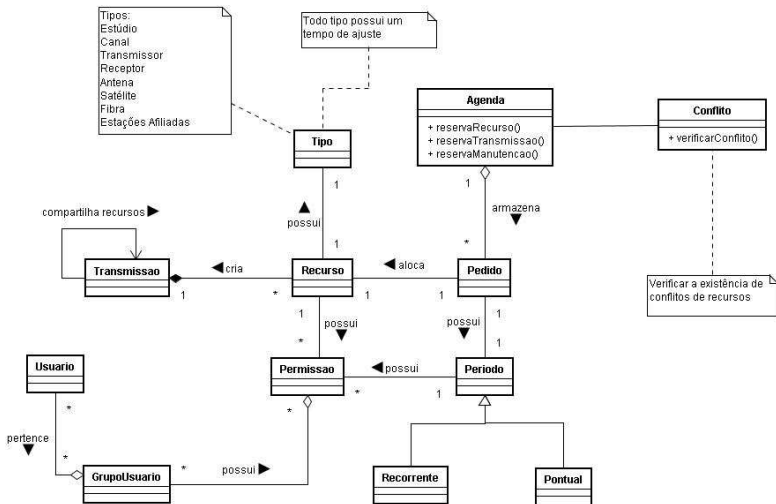 Tipos:
Estúdio
Canal
Transmissor
Receptor
Antena
Satélite
Fibra
Estações Afiliadas
Todo tipo possui um
tempo de ajuste
Agenda
+ reservaRecurso()
+ reservaTransmissao()
+ reservaManutencao()
Conflito
+ verificarConflito()
Tipo
1
1
compartilha recursos
possui
armazena
1
*
Transmissao
cria
Recurso
aloca
Pedido
1
*
1
1
Verificar a existência de
conflitos de recursos
1
possui
*
1
possui
1
Usuario
Permissao
possui
Periodo
*
*
*
1
pertence
*
GrupoUsuario
*
possui
Recorrente
Pontual